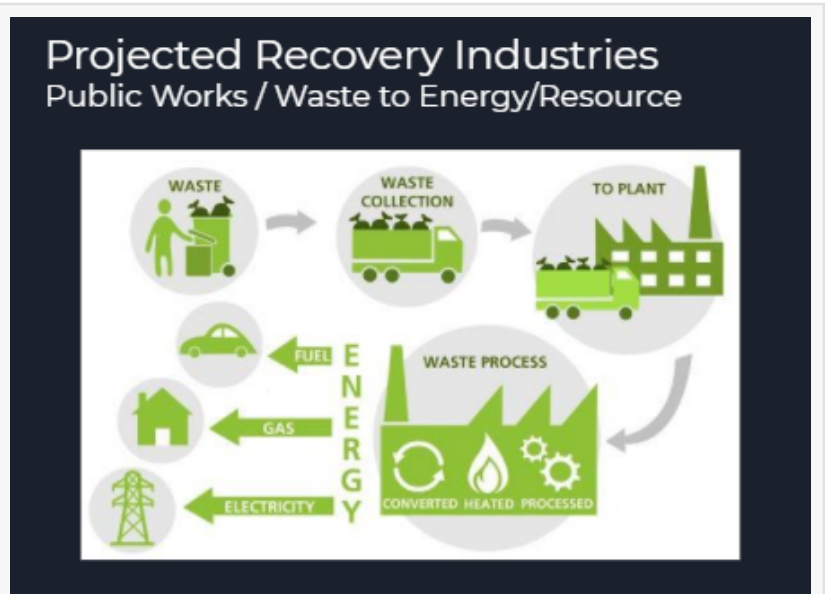 Projected Recovery Industries
Public Works / Waste to Energy/Resource
WASTE
WASTE
COLLECTION
TO PLANT
WASTE PROCESS
CONVERTED HEATED PROCESSED
ENERGY
FUEL
GAS
ELECTRICITY